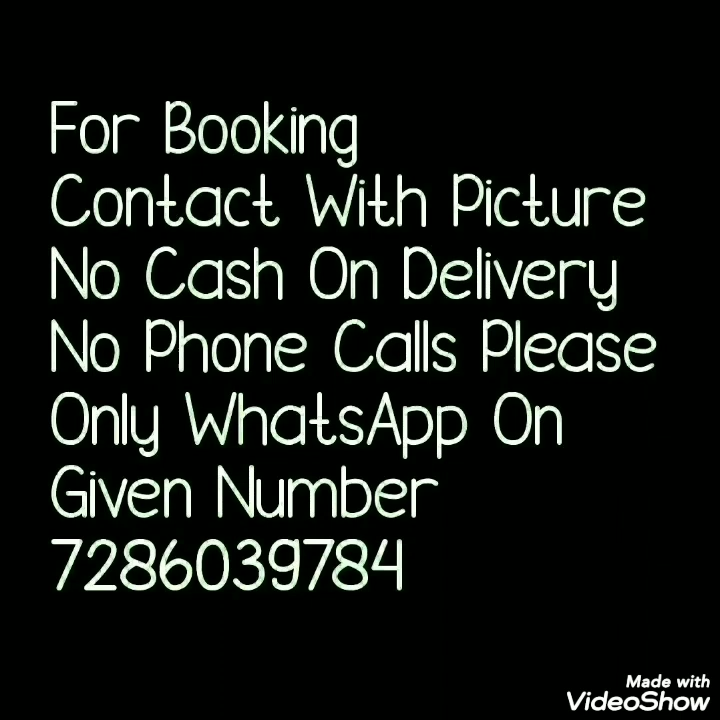 For Booking
Contact With Picture
No Cash On Delivery
No Phone Calls Please
Only WhatsApp On
Given Number
7286039784
Made with
VideoShow